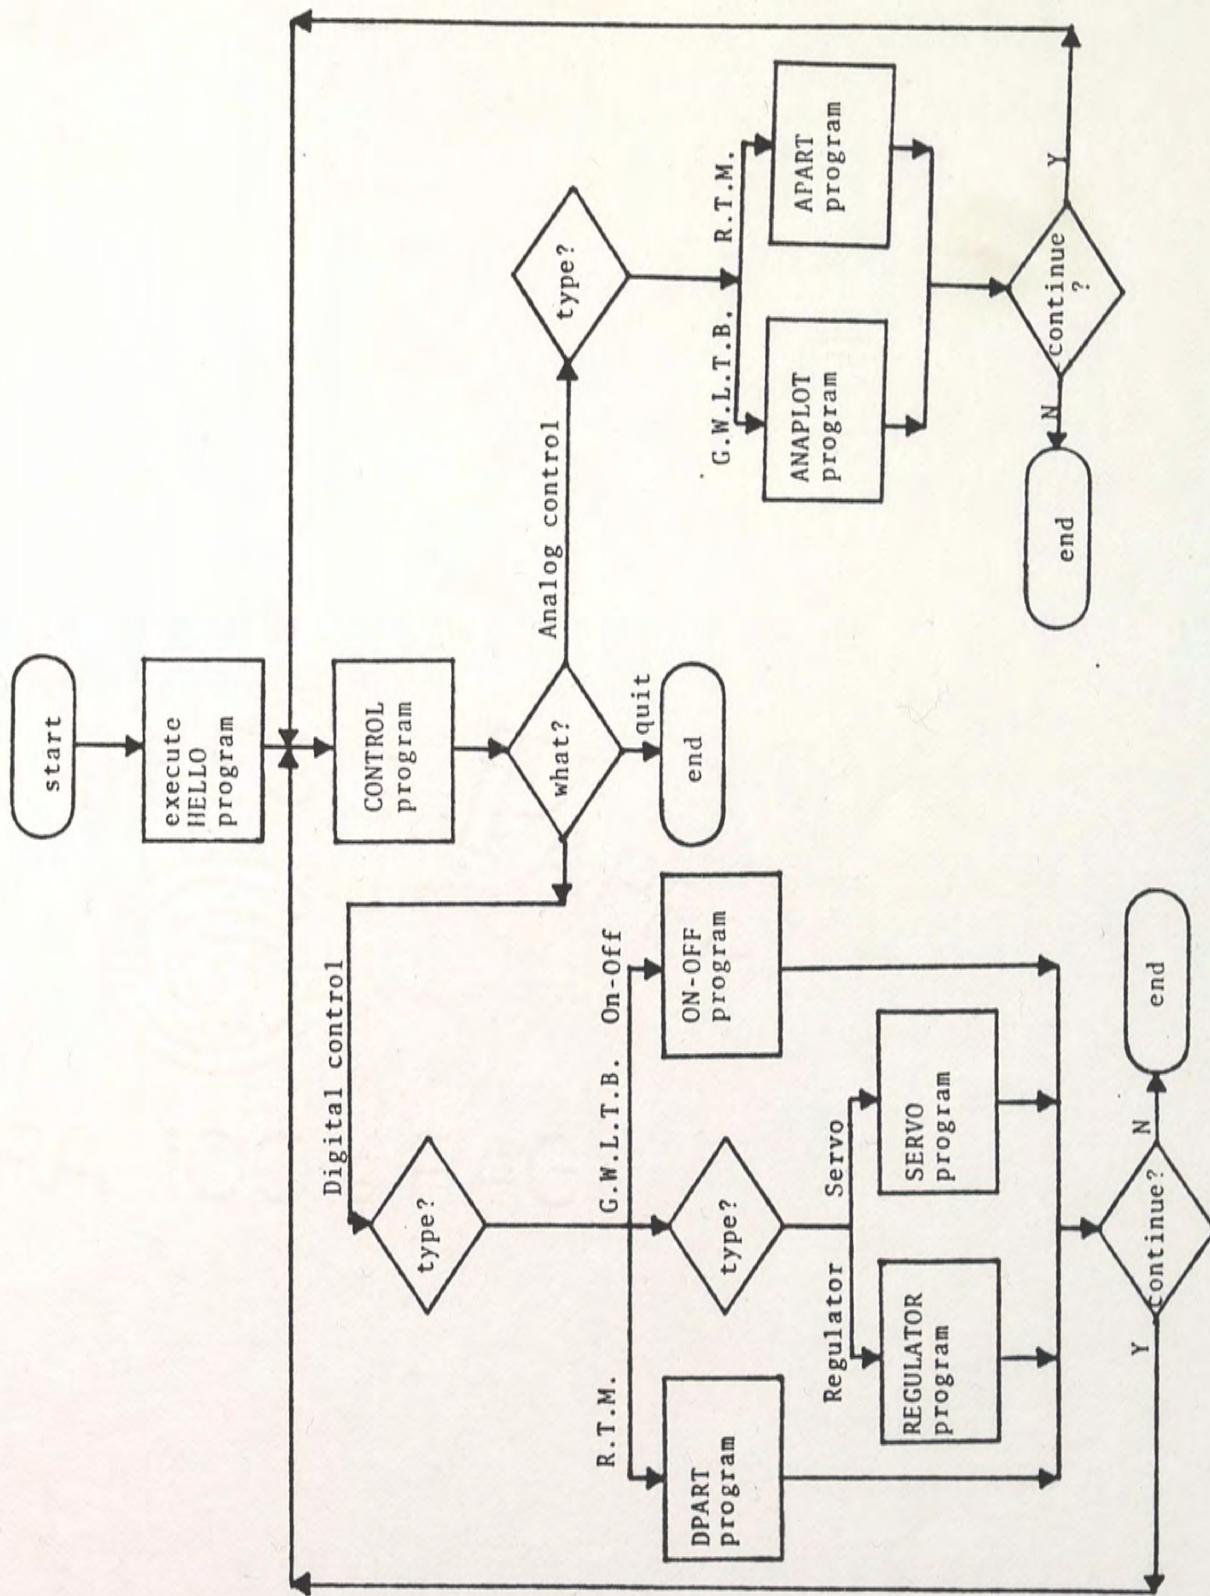 start
execute
HELLO
program
CONTROL
program
what?
quit
end
Digital control
Analog control
type?
R.T.M.
G.W.L.T.B.
On-Off
DPART
program
type?
ON-OFF
program
Regulator
Servo
REGULATOR
program
SERVO
program
Continue?
Y
N
end
type?
G.W.L.T.B.
R.T.M.
ANAPLOT
program
APART
program
continue
?
N
Y
end